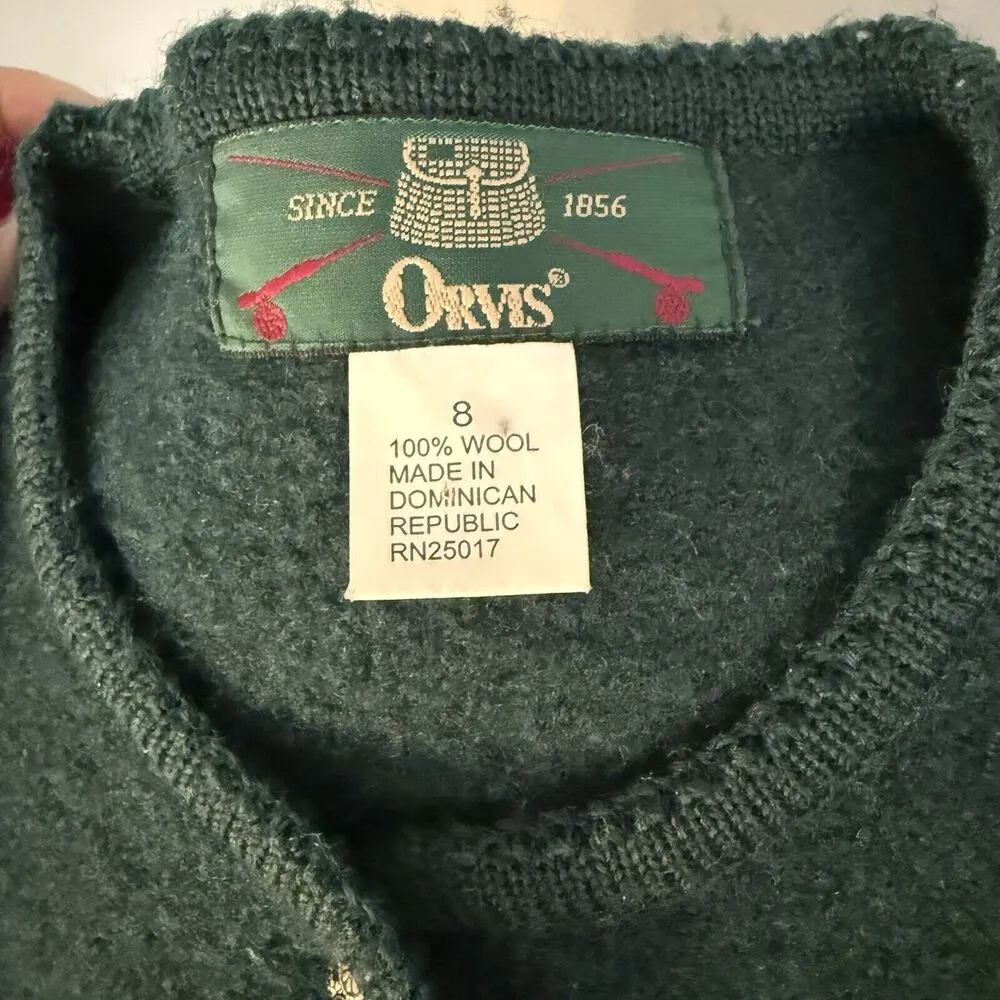 SINCE 1856
ORVIS®
8
100% WOOL
MADE IN
DOMINICAN
REPUBLIC
RN25017